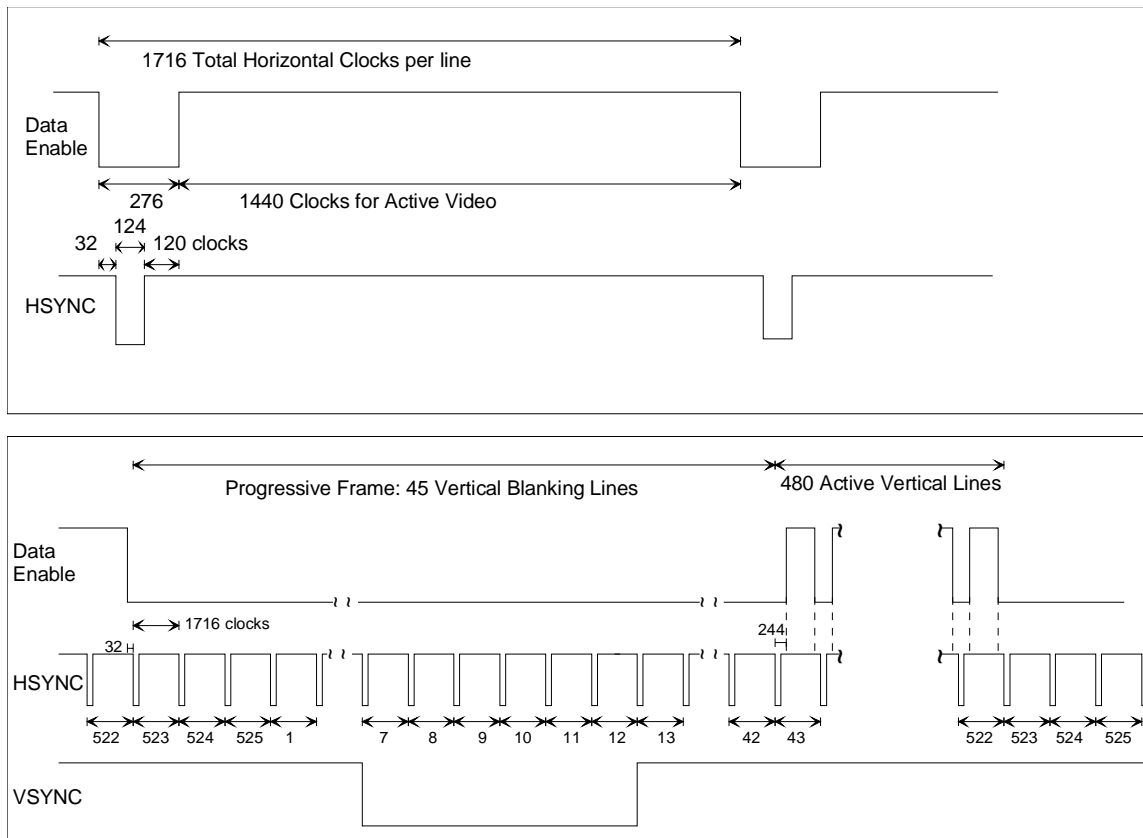 1716 Total Horizontal Clocks per line
Data
Enable
276
1440 Clocks for Active Video
124
32
120 clocks
HSYNC
Progressive Frame: 45 Vertical Blanking Lines
480 Active Vertical Lines
Data
Enable
1716 clocks
32
244
HSYNC
522 523 524 525 1 7 8 9 10 11 12 13 42 43 522 523 524 525
VSYNC